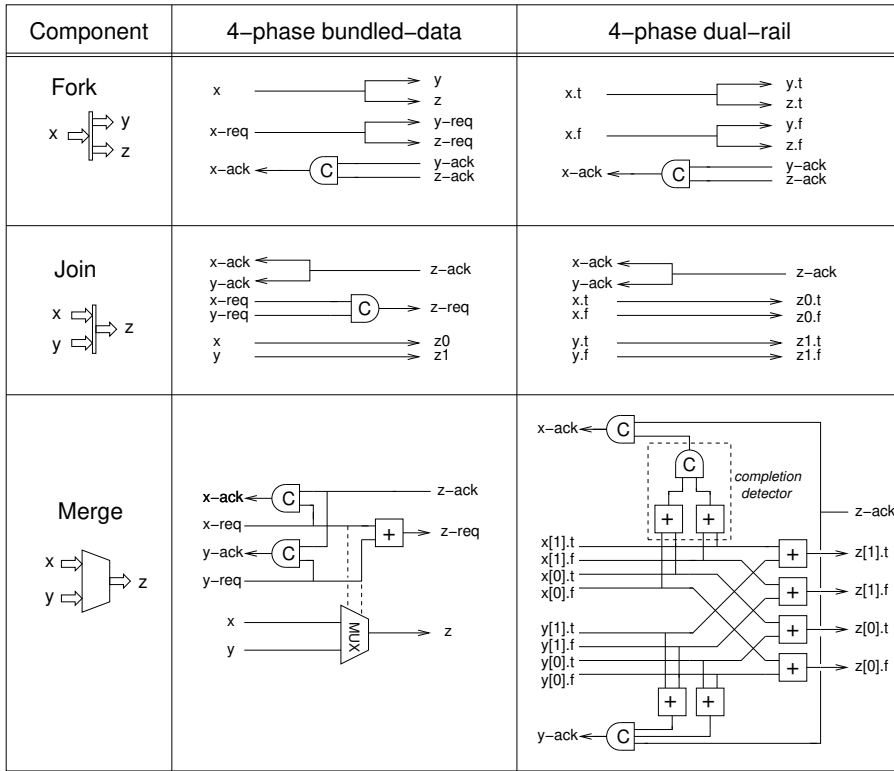 Component
4-phase bundled-data
4-phase dual-rail
Fork
x
y
z
x
y
z
x-req
y-req
z-req
x-ack
C
y-ack
z-ack
x.t
y.t
z.t
x.f
y.f
z.f
x-ack
C
y-ack
z-ack
Join
x
y
z
x-ack
y-ack
z-ack
x-req
y-req
C
z-req
x
z0
y
z1
x-ack
y-ack
z-ack
x.t
z0.t
x.f
z0.f
y.t
z1.t
y.f
z1.f
Merge
x
y
z
x-ack
C
z-ack
x-req
+
z-req
y-ack
C
y-req
x
y
MUX
z
x-ack
C
C
completion
detector
+
+
z-ack
x[1].t
x[1].f
x[0].t
x[0].f
+
z[1].t
+
z[1].f
y[1].t
y[1].f
y[0].t
y[0].f
+
z[0].t
+
z[0].f
+
+
y-ack
C